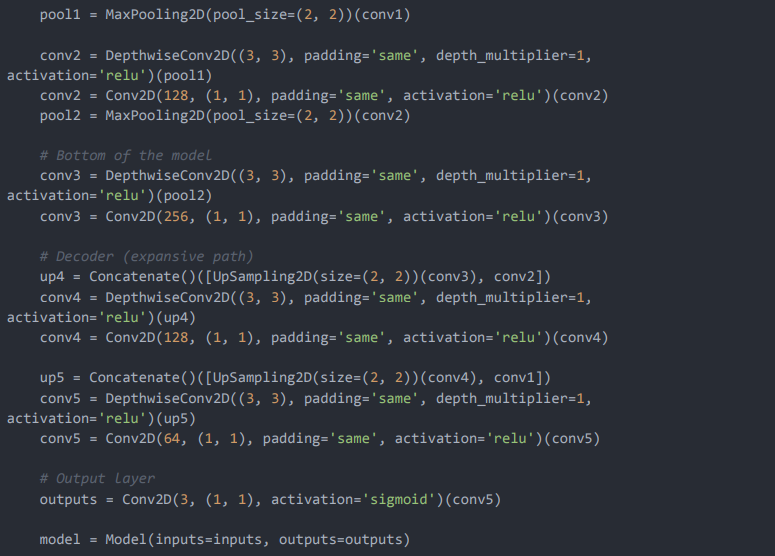 pool1 = MaxPooling2D(pool_size=(2, 2))(conv1)
conv2 = DepthwiseConv2D((3, 3), padding='same', depth_multiplier=1,
activation='relu')(pool1)
conv2 = Conv2D(128, (1, 1), padding='same', activation='relu')(conv2)
pool2 = MaxPooling2D(pool_size=(2, 2))(conv2)
# Bottom of the model
conv3 = DepthwiseConv2D((3, 3), padding='same', depth_multiplier=1,
activation='relu')(pool2)
conv3 = Conv2D(256, (1, 1), padding='same', activation='relu')(conv3)
# Decoder (expansive path)
up4 = Concatenate()([UpSampling2D(size=(2, 2))(conv3), conv2])
conv4 = DepthwiseConv2D((3, 3), padding='same', depth_multiplier=1,
activation='relu')(up4)
conv4 = Conv2D(128, (1, 1), padding='same', activation='relu')(conv4)
up5 = Concatenate()([UpSampling2D(size=(2, 2))(conv4), conv1])
conv5 = DepthwiseConv2D((3, 3), padding='same', depth_multiplier=1,
activation='relu')(up5)
conv5 = Conv2D(64, (1, 1), padding='same', activation='relu')(conv5)
# Output layer
outputs = Conv2D(3, (1, 1), activation='sigmoid')(conv5)
model = Model(inputs=inputs, outputs=outputs)